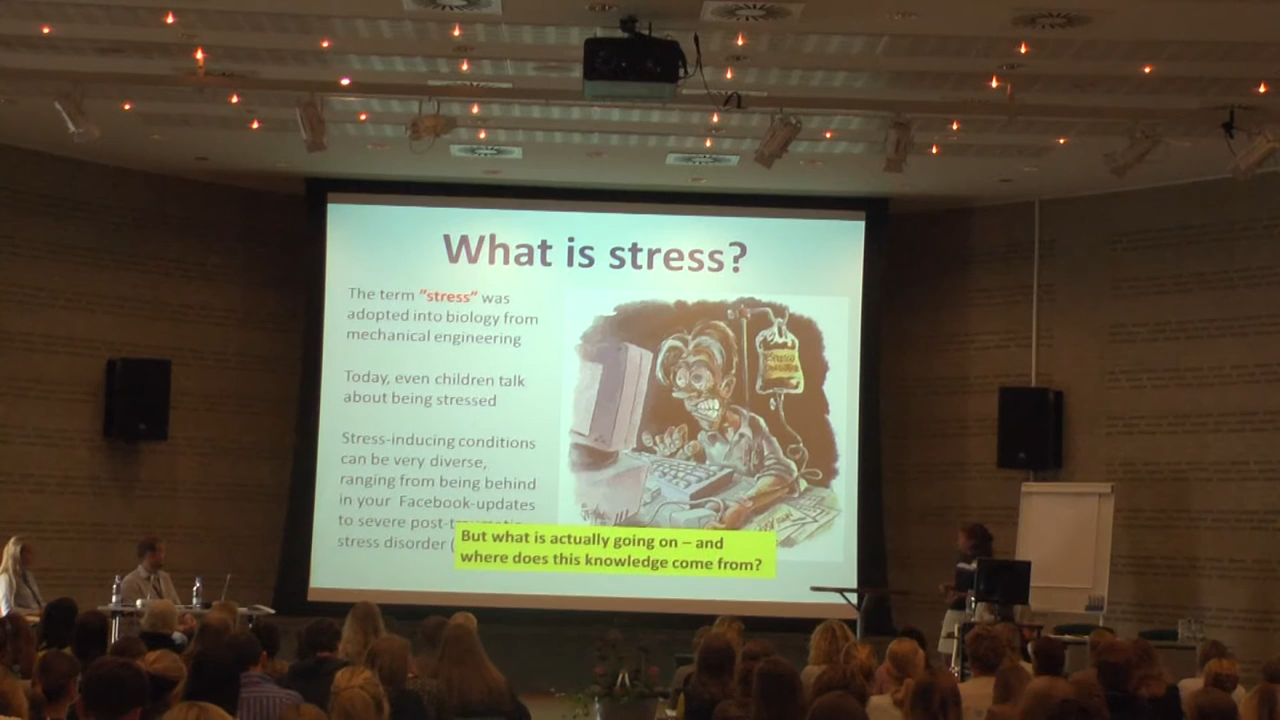 What is stress?
The term "stress" was
adopted into biology from
mechanical engineering
Today, even children talk
about being stressed
Stress-inducing conditions
can be very diverse,
ranging from being behind
in your Facebook-updates
to severe post-traumatic
stress disorder (
But what is actually going on – and
where does this knowledge come from?